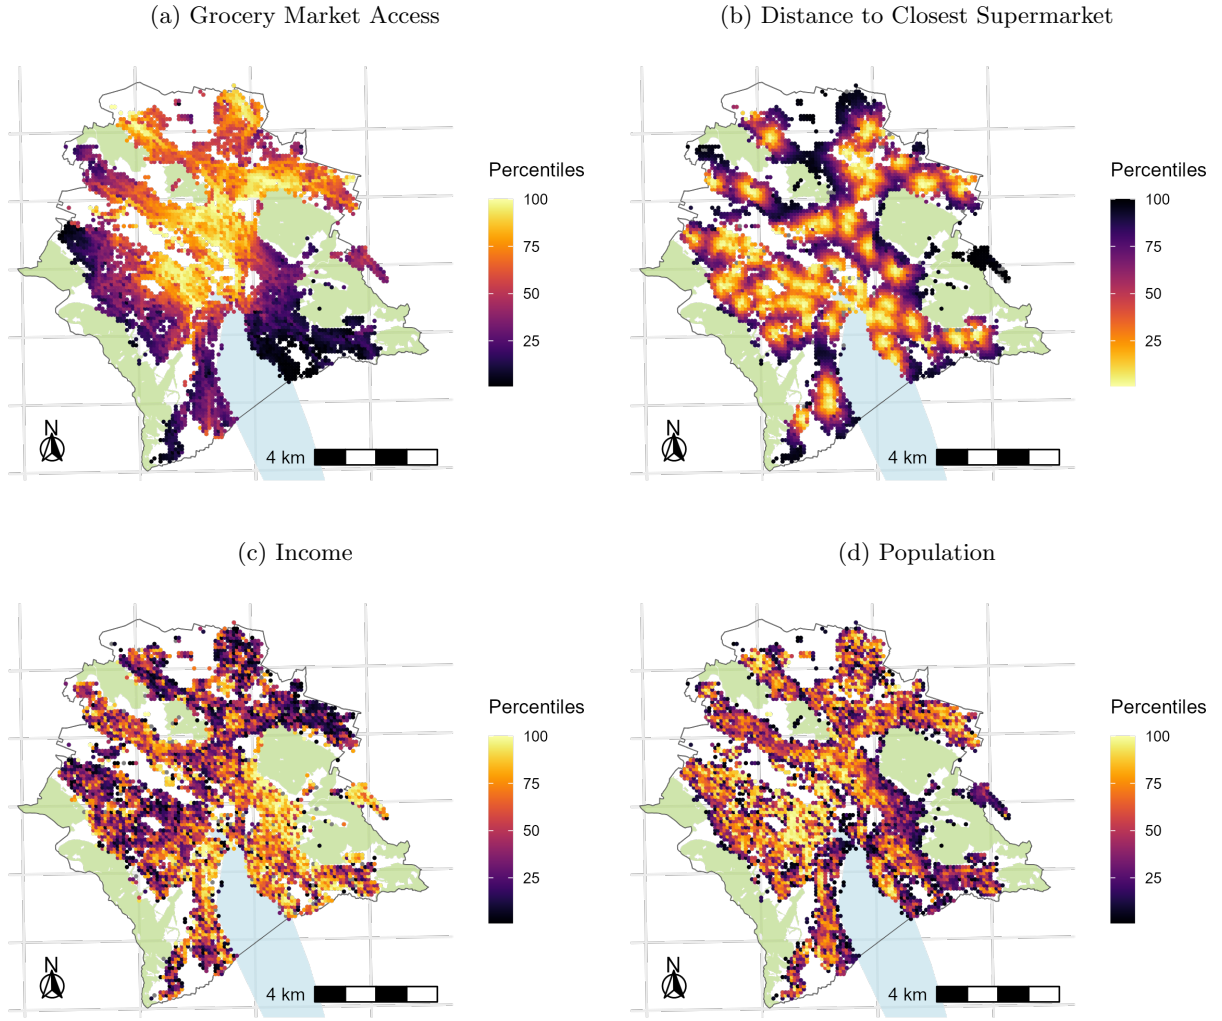 (a) Grocery Market Access
(b) Distance to Closest Supermarket
Percentiles
100
75
50
25
N
4 km
Percentiles
100
75
50
25
N
4 km
(c) Income
(d) Population
Percentiles
100
75
50
25
N
4 km
Percentiles
100
75
50
25
N
4 km